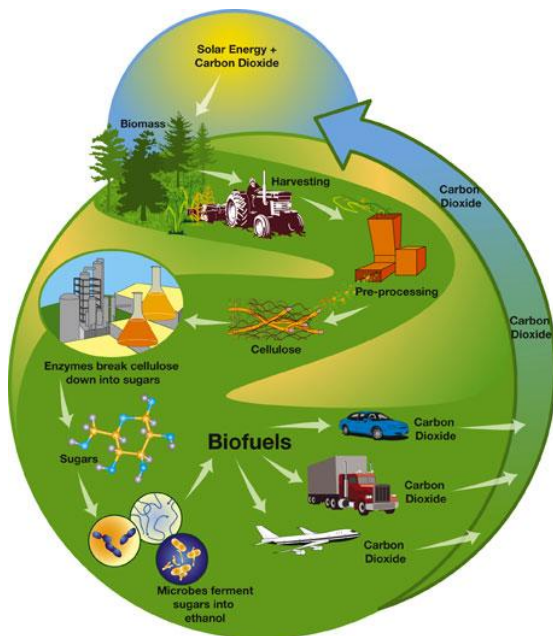 Solar Energy +
Carbon Dioxide
Biomass
Harvesting
Carbon
Dioxide
Pre-processing
Carbon
Dioxide
Cellulose
Enzymes break cellulose
down into sugars
Sugars
Biofuels
Carbon
Dioxide
Carbon
Dioxide
Carbon
Dioxide
Microbes ferment
sugars into
ethanol